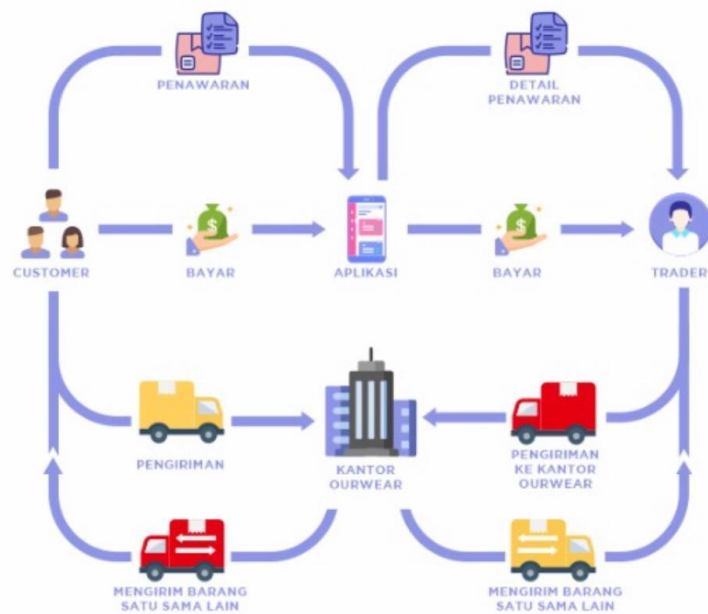 PENAWARAN
DETAIL
PENAWARAN
CUSTOMER
BAYAR
APLIKASI
BAYAR
TRADER
PENGIRIMAN
KANTOR
OURWEAR
PENGIRIMAN
KE KANTOR
OURWEAR
MENGIRIM BARANG
SATU SAMA LAIN
MENGIRIM BARANG
SATU SAMA LAIN